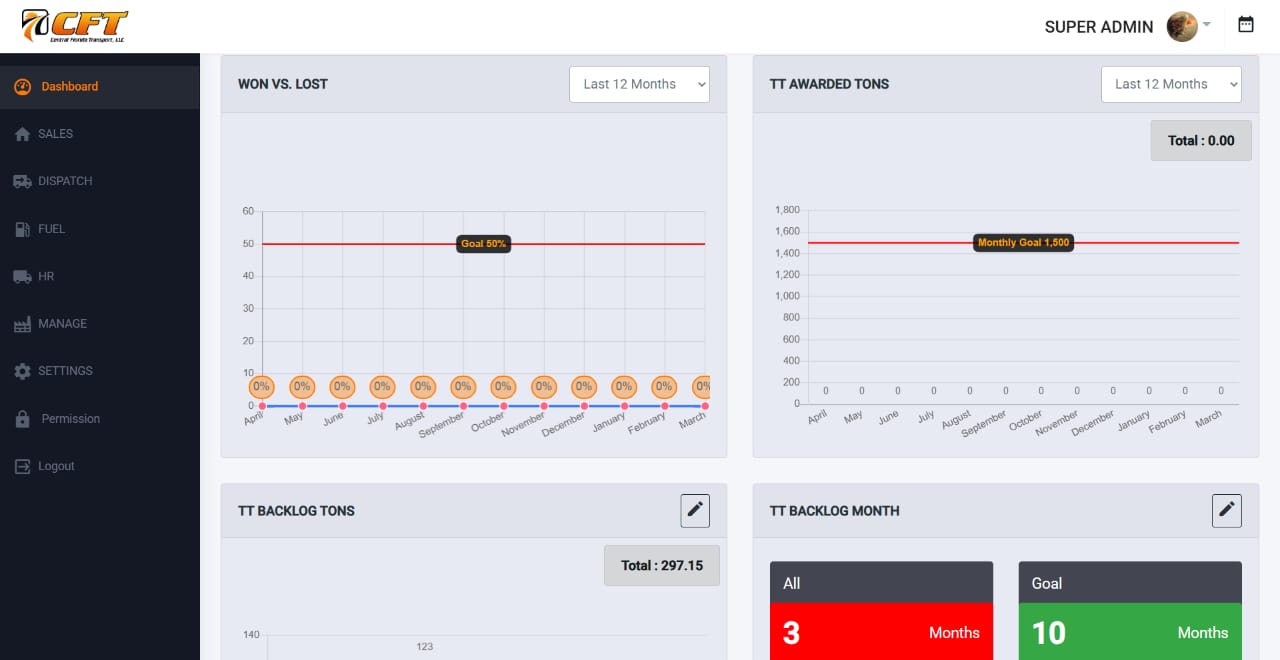 CFT
Central Florida Transport, LLC
SUPER ADMIN
Dashboard
SALES
DISPATCH
FUEL
HR
MANAGE
SETTINGS
Permission
Logout
WON VS. LOST
Last 12 Months
60
50
40
30
20
10
0
Goal 50%
0% 0% 0% 0% 0% 0% 0% 0% 0% 0% 0% 0%
April May June July August September October November December January February March
TT AWARDED TONS
Last 12 Months
Total : 0.00
1,800
1,600
1,400
1,200
1,000
800
600
400
200
0
Monthly Goal 1,500
0 0 0 0 0 0 0 0 0 0 0 0
April May June July August September October November December January February March
TT BACKLOG TONS
Total : 297.15
140
123
TT BACKLOG MONTH
All
3 Months
Goal
10 Months